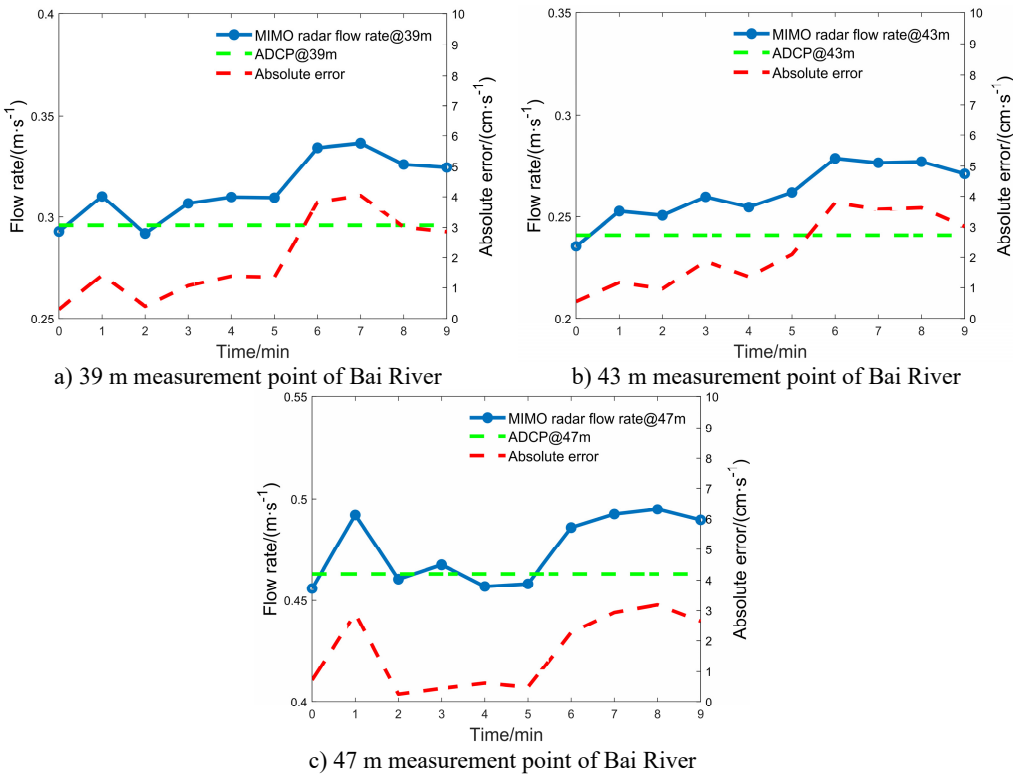 0.4
0.35
0.3
0.25
Flow rate/(m·s⁻¹)
MIMO radar flow rate@39m
ADCP@39m
Absolute error
10
9
8
7
6
5
4
3
2
1
0
Absolute error/(cm·s⁻¹)
0 1 2 3 4 5 6 7 8 9
Time/min
a) 39 m measurement point of Bai River
0.35
0.3
0.25
0.2
Flow rate/(m·s⁻¹)
MIMO radar flow rate@43m
ADCP@43m
Absolute error
10
9
8
7
6
5
4
3
2
1
0
Absolute error/(cm·s⁻¹)
0 1 2 3 4 5 6 7 8 9
Time/min
b) 43 m measurement point of Bai River
0.55
0.5
0.45
0.4
Flow rate/(m·s⁻¹)
MIMO radar flow rate@47m
ADCP@47m
Absolute error
10
9
8
7
6
5
4
3
2
1
0
Absolute error/(cm·s⁻¹)
0 1 2 3 4 5 6 7 8 9
Time/min
c) 47 m measurement point of Bai River